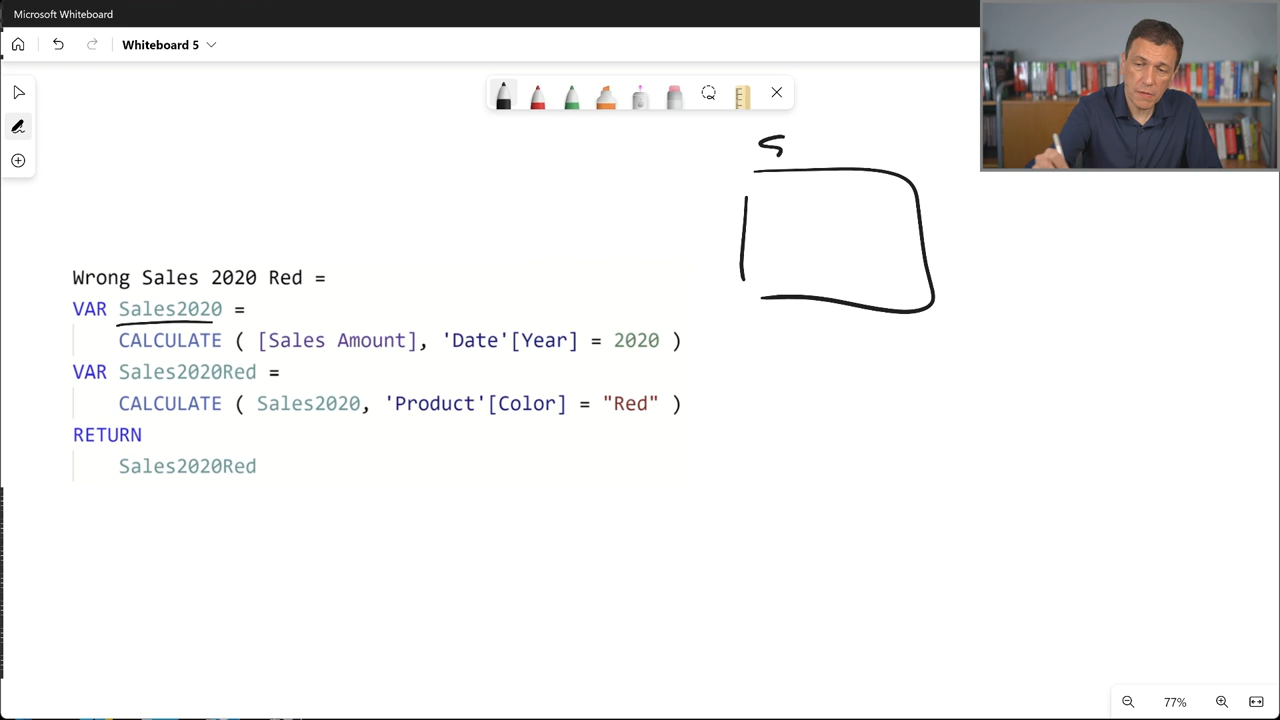 Microsoft Whiteboard
Whiteboard 5
S
Wrong Sales 2020 Red =
VAR Sales2020 =
CALCULATE ( [Sales Amount], 'Date'[Year] = 2020 )
VAR Sales2020Red =
CALCULATE ( Sales2020, 'Product'[Color] = "Red" )
RETURN
Sales2020Red
77%